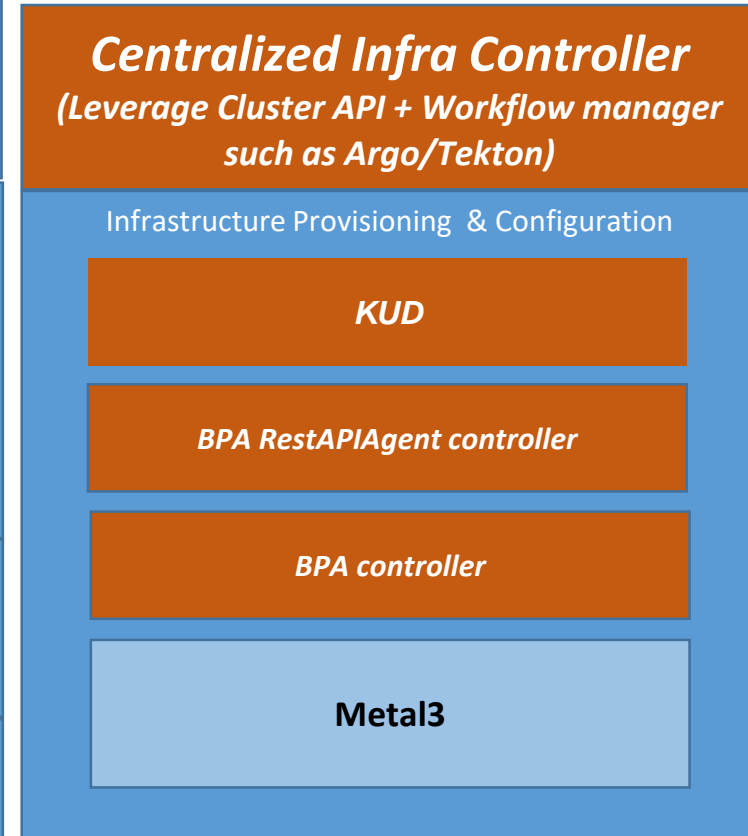 Centralized Infra Controller
(Leverage Cluster API + Workflow manager
such as Argo/Tekton)
Infrastructure Provisioning & Configuration
KUD
BPA RestAPIAgent controller
BPA controller
Metal3